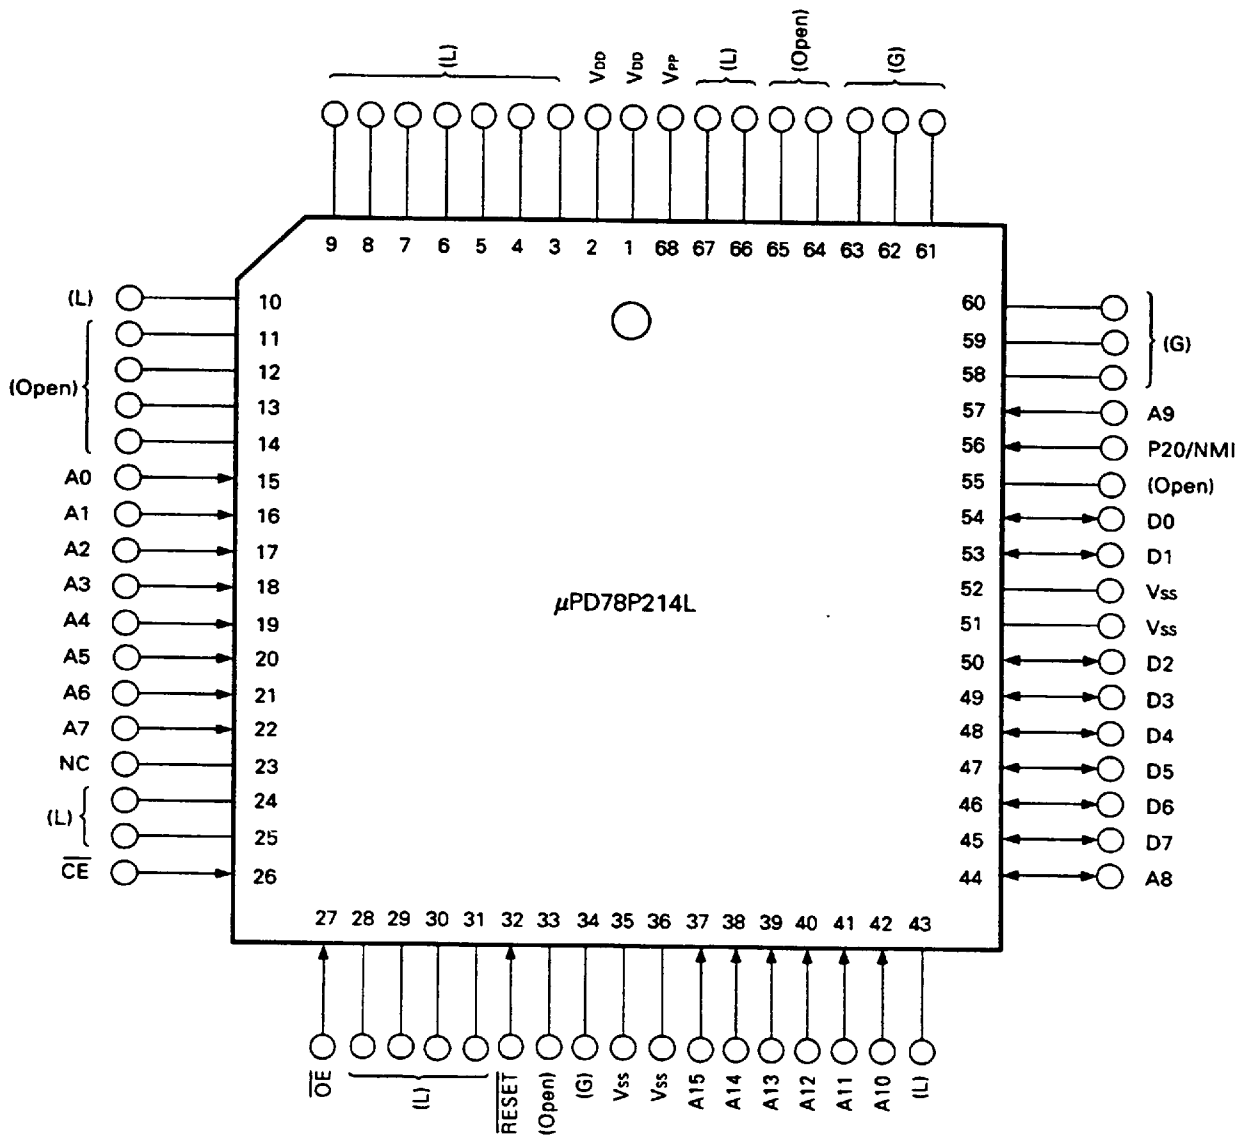 (L) VDD VDD VPP (L) (Open) (G)
9 8 7 6 5 4 3 2 1 68 67 66 65 64 63 62 61
(L) 10 60
11 59 (G)
(Open) 12 58
13 57 A9
14 56 P20/NMI
A0 15 55 (Open)
A1 16 54 D0
A2 17 53 D1
A3 18 52 Vss
μPD78P214L
A4 19 51 Vss
A5 20 50 D2
A6 21 49 D3
A7 22 48 D4
NC 23 47 D5
24 46 D6
(L) 25 45 D7
CE 26 44 A8
27 28 29 30 31 32 33 34 35 36 37 38 39 40 41 42 43
OE (L) RESET (Open) (G) Vss Vss A15 A14 A13 A12 A11 A10 (L)